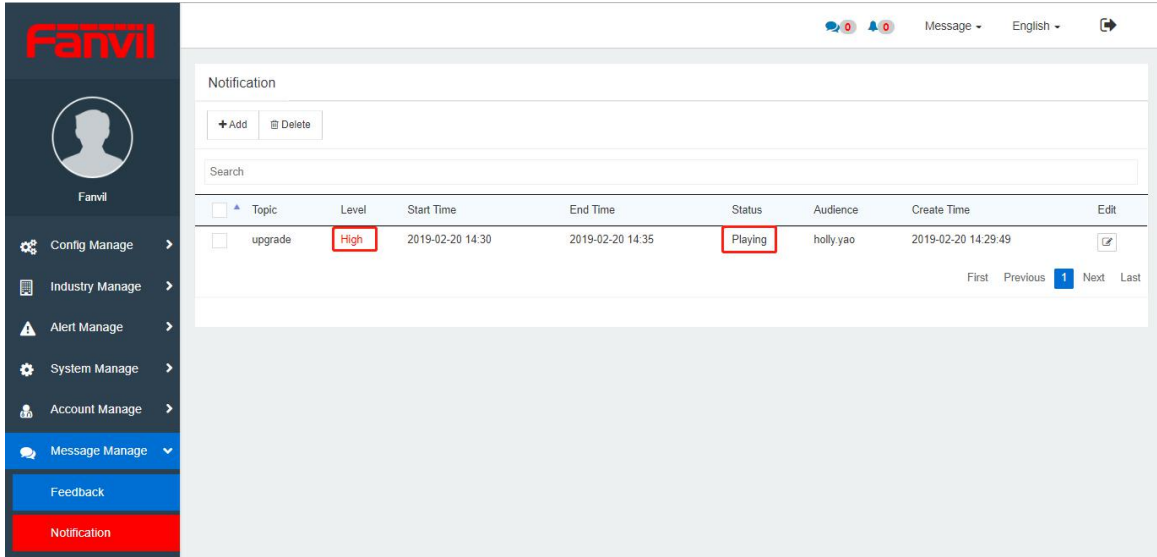 Fanvil
0 0 Message English
Fanvil
Config Manage
Industry Manage
Alert Manage
System Manage
Account Manage
Message Manage
Feedback
Notification
Notification
+ Add Delete
Search
Topic Level Start Time End Time Status Audience Create Time Edit
upgrade High 2019-02-20 14:30 2019-02-20 14:35 Playing holly.yao 2019-02-20 14:29:49
First Previous 1 Next Last